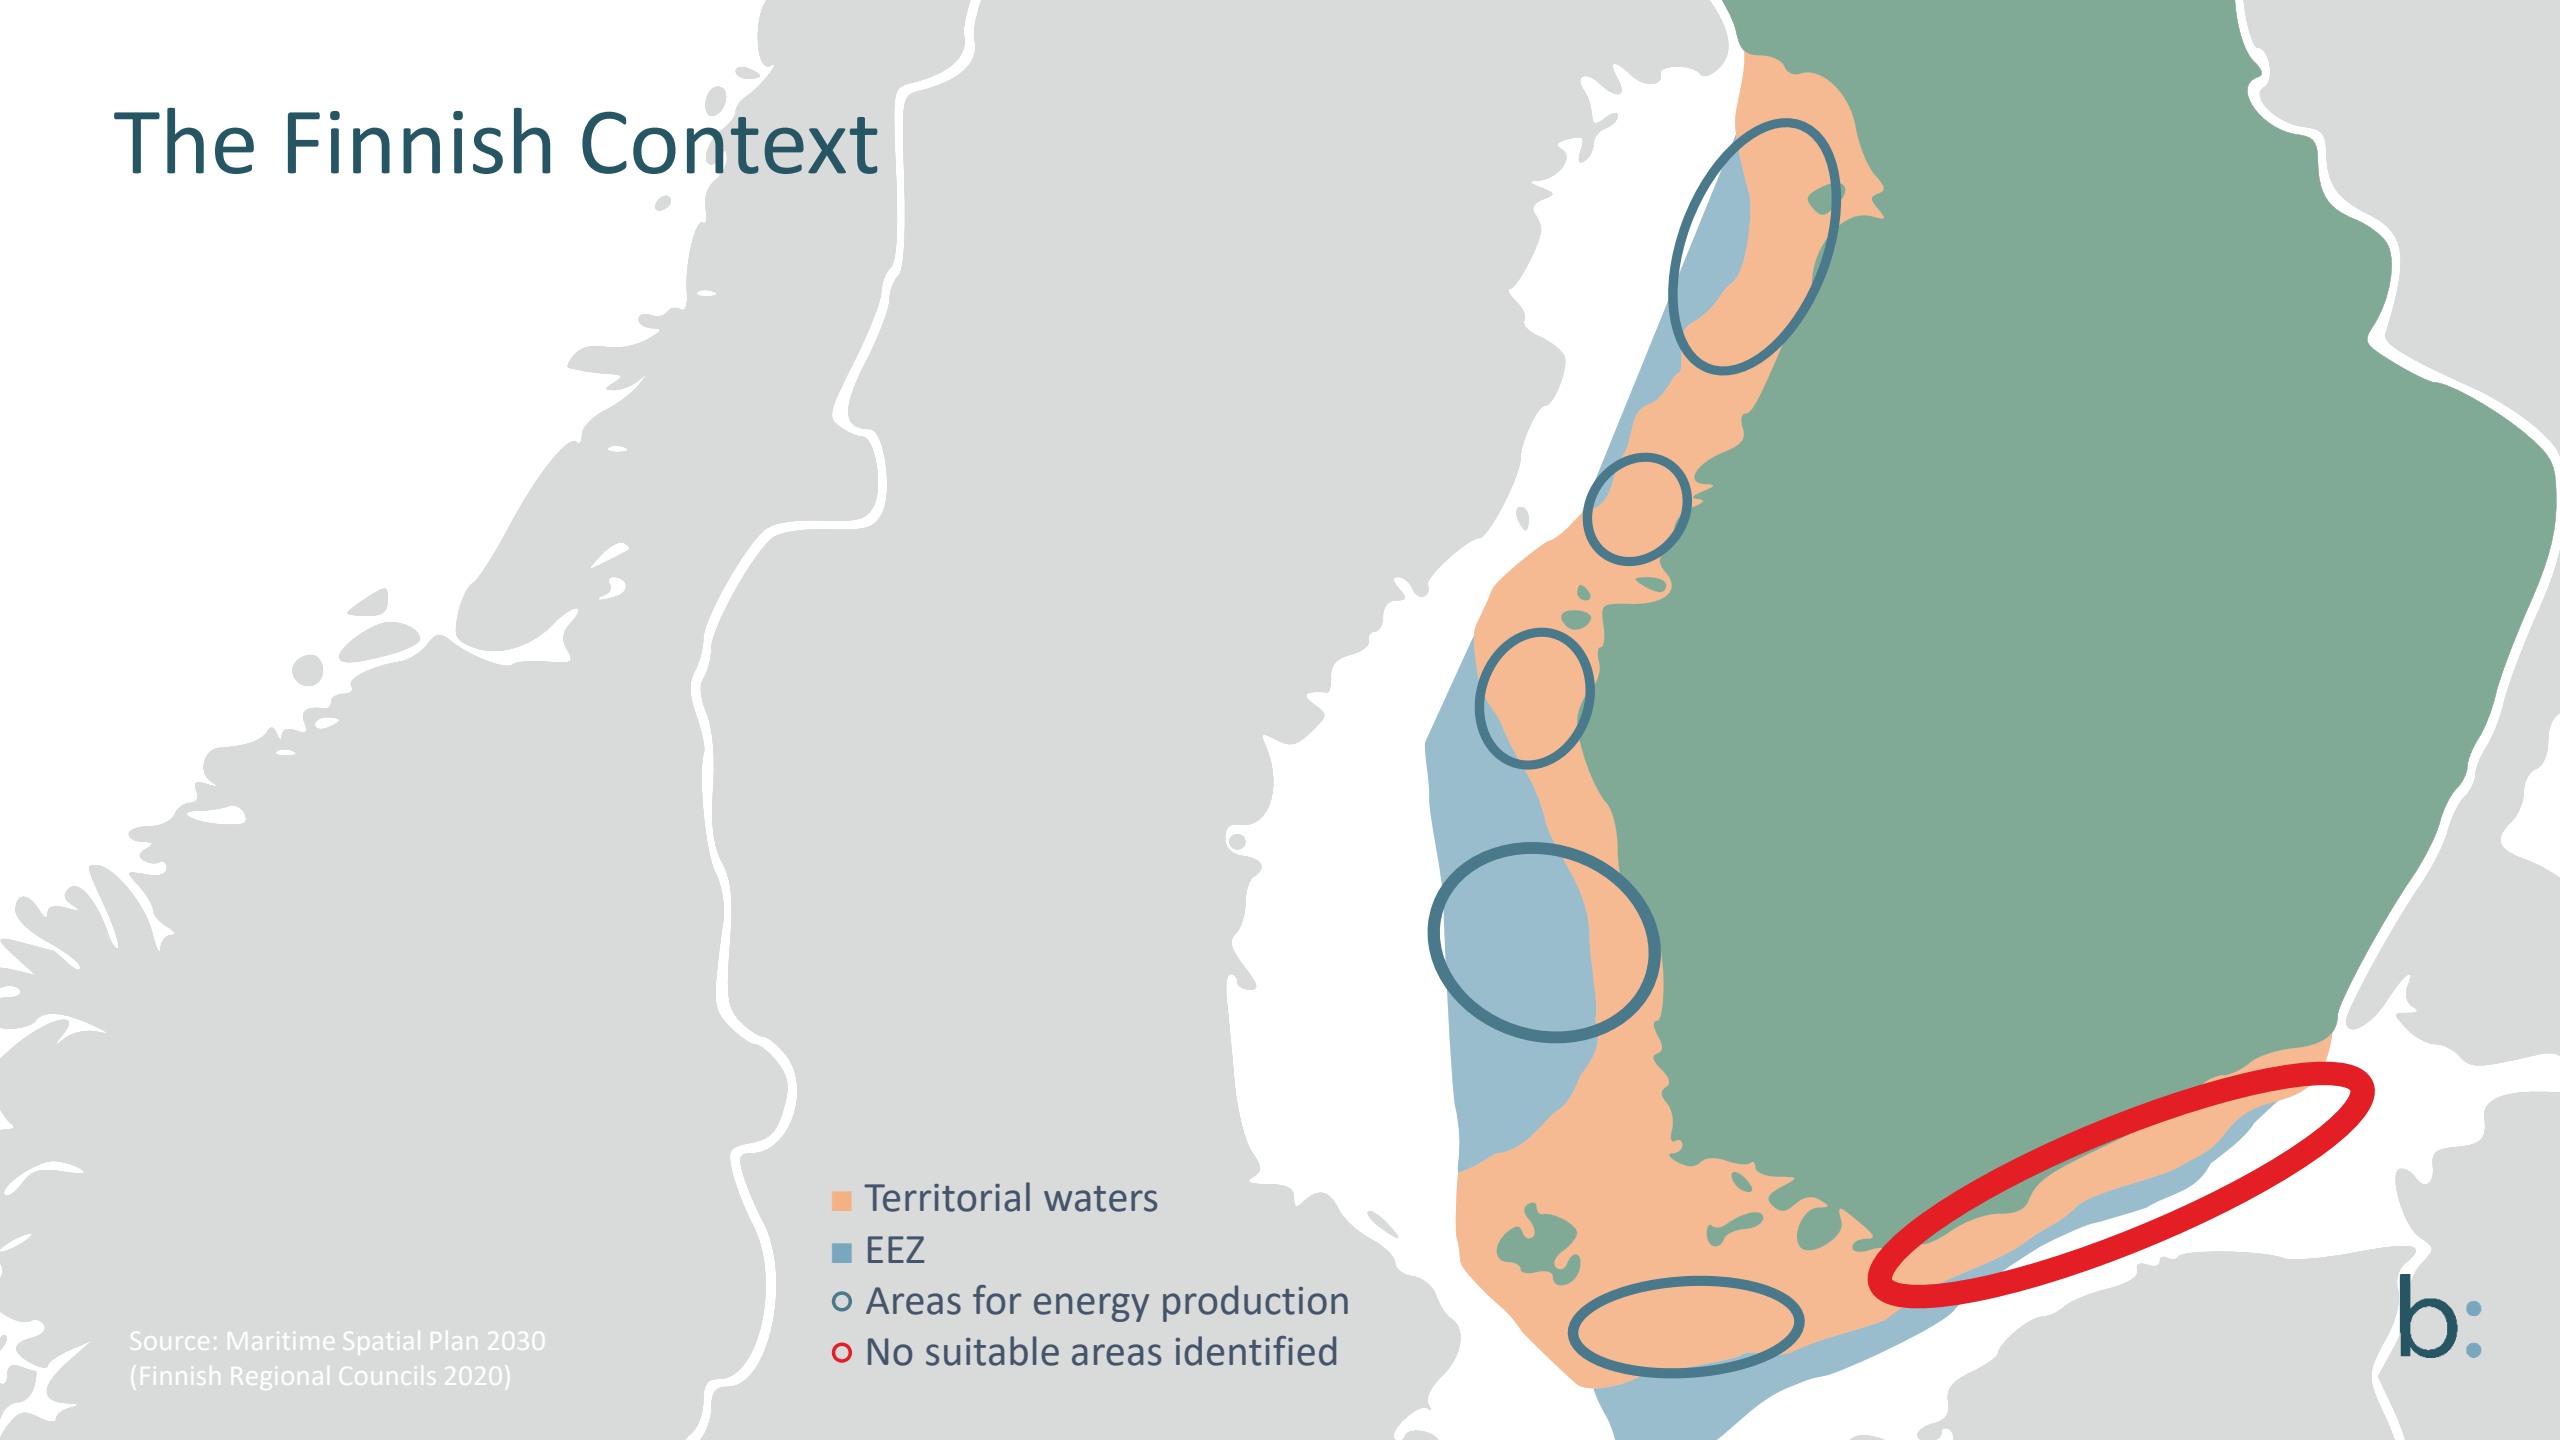 The Finnish Context
Territorial waters
EEZ
Areas for energy production
No suitable areas identified
Source: Maritime Spatial Plan 2030
(Finnish Regional Councils 2020)
b: